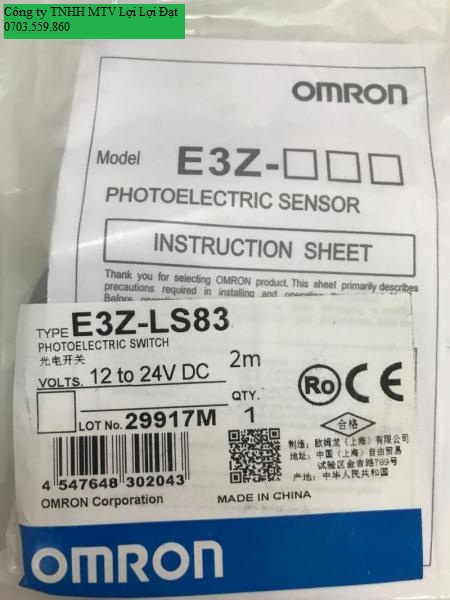 Công ty TNHH MTV Lợi Lợi Đạt
0703.559.860
OMRON
Model E3Z-□□□
PHOTOELECTRIC SENSOR
INSTRUCTION SHEET
Thank you for selecting OMRON product. This sheet primarily describes
precautions required in installing and operating the
TYPE E3Z-LS83
PHOTOELECTRIC SWITCH
光电开关
2m
VOLTS. 12 to 24V DC
QTY.
1
LOT No. 29917M
Ro CE
合格
制造: 欧姆龙（上海）有限公司
地址: 中国（上海）自由贸易
试验区金吉路789号
产地: 中华人民共和国
4 547648 302043
OMRON Corporation
MADE IN CHINA
OMRON